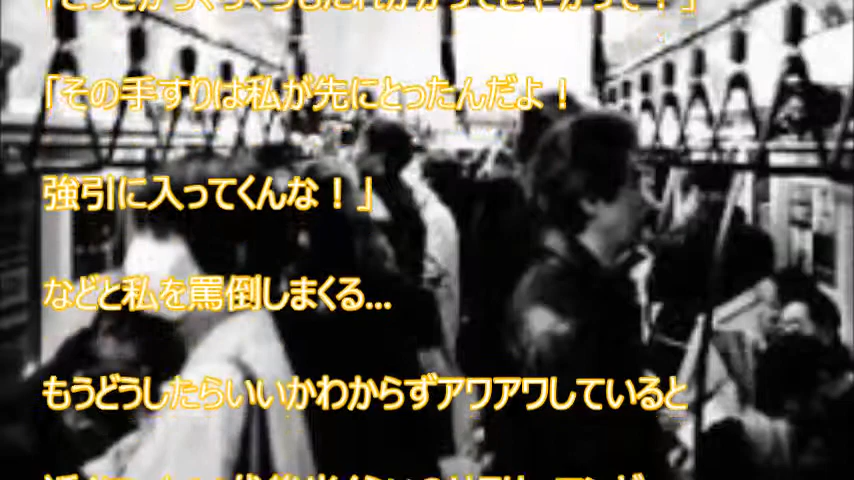 「その手すりは私が先にとったんだよ！
強引に入ってくんな！」
などと私を罵倒しまくる…
もうどうしたらいいかわからずアワアワしていると